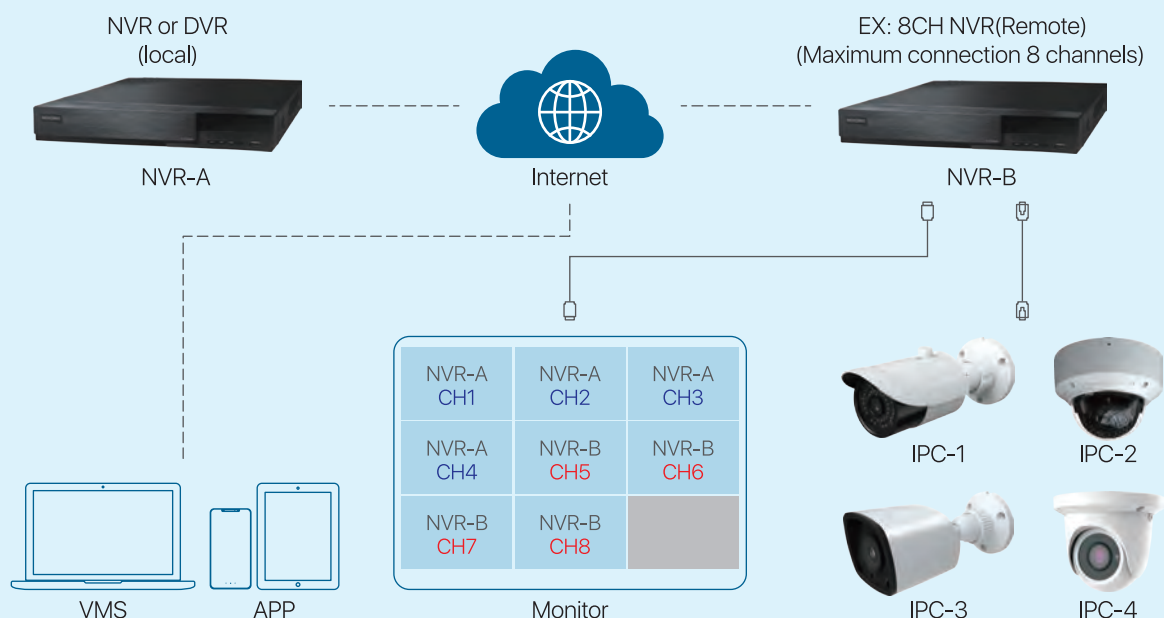 NVR or DVR
(local)
EX: 8CH NVR(Remote)
(Maximum connection 8 channels)
NVR-A
Internet
NVR-B
NVR-A
CH1
NVR-A
CH2
NVR-A
CH3
NVR-A
CH4
NVR-B
CH5
NVR-B
CH6
NVR-B
CH7
NVR-B
CH8
IPC-1
IPC-2
VMS
APP
Monitor
IPC-3
IPC-4